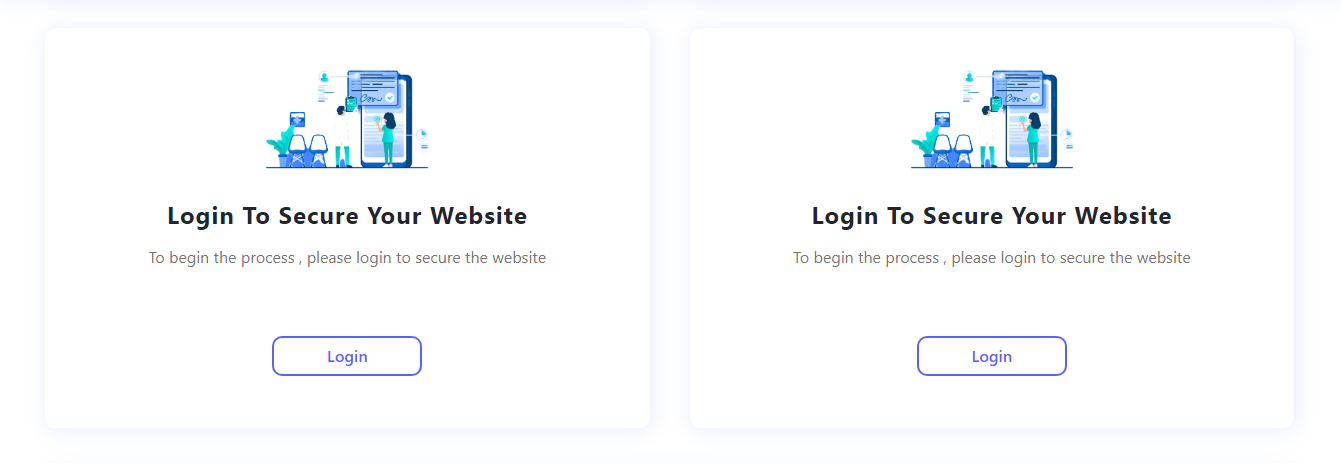 Login To Secure Your Website
To begin the process , please login to secure the website
Login
Login To Secure Your Website
To begin the process , please login to secure the website
Login